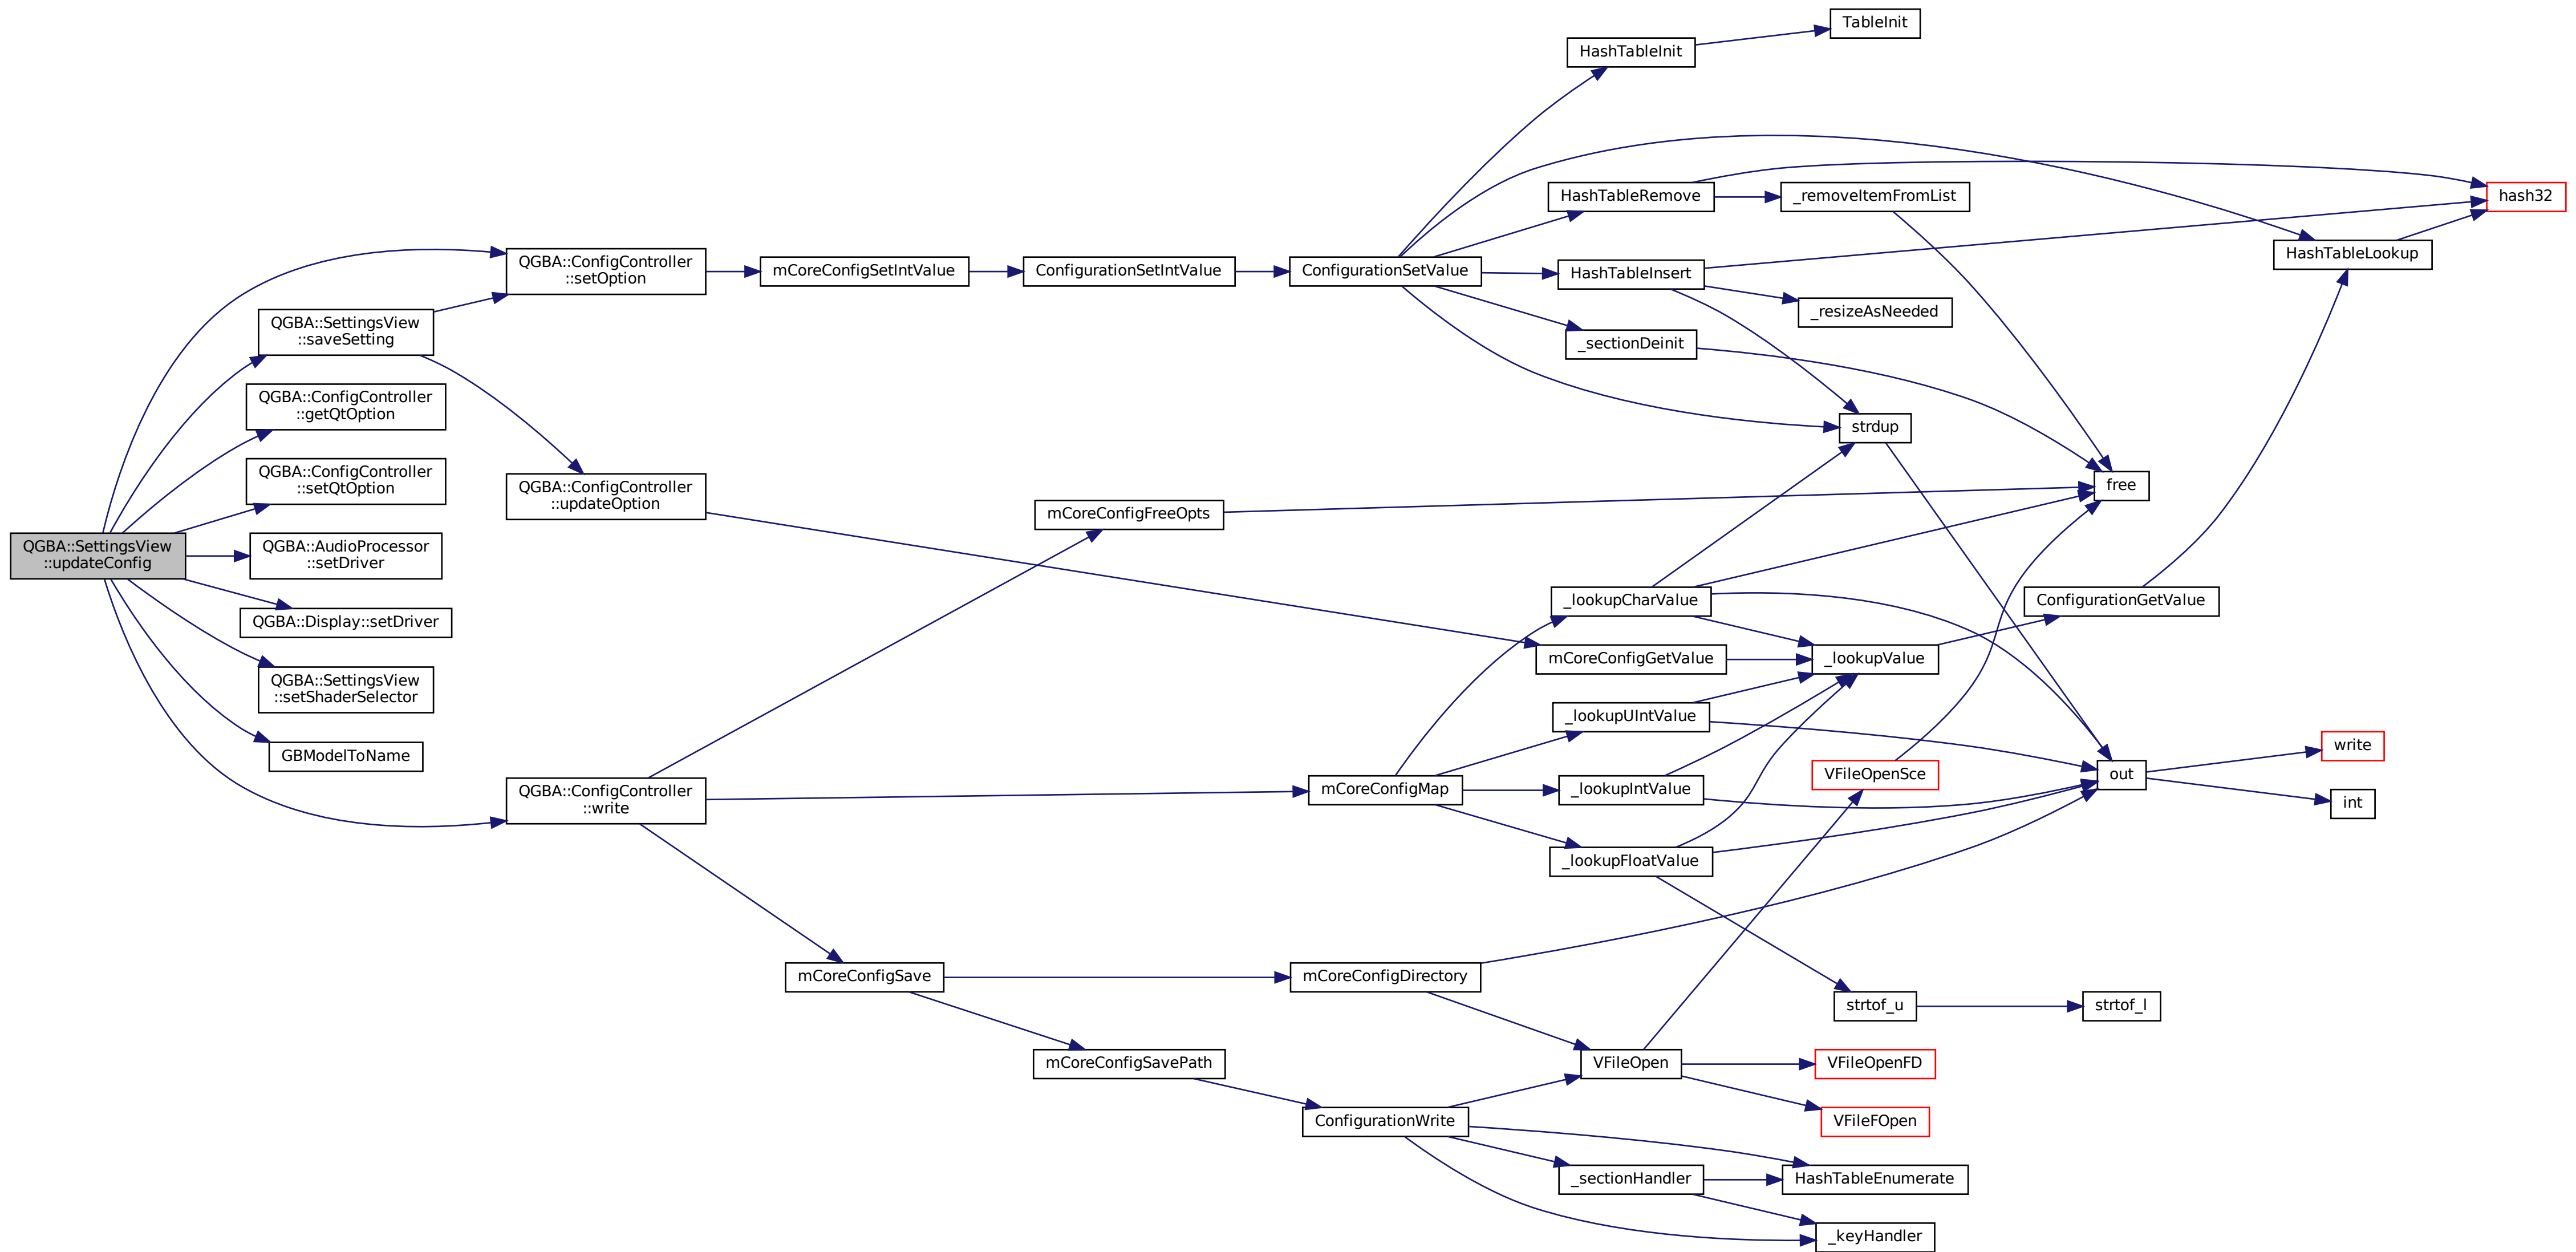 QGBA::SettingsView
::updateConfig
QGBA::ConfigController
::setOption
QGBA::SettingsView
::saveSetting
QGBA::ConfigController
::getQtOption
QGBA::ConfigController
::setQtOption
QGBA::AudioProcessor
::setDriver
QGBA::Display::setDriver
QGBA::SettingsView
::setShaderSelector
GBModelToName
QGBA::ConfigController
::updateOption
QGBA::ConfigController
::write
mCoreConfigSetIntValue
ConfigurationSetIntValue
ConfigurationSetValue
HashTableInit
TableInit
HashTableRemove
_removeItemFromList
hash32
HashTableLookup
HashTableInsert
_resizeAsNeeded
_sectionDeinit
strdup
free
mCoreConfigFreeOpts
_lookupCharValue
ConfigurationGetValue
mCoreConfigGetValue
_lookupValue
_lookupUIntValue
mCoreConfigMap
_lookupIntValue
VFileOpenSce
out
write
int
_lookupFloatValue
mCoreConfigSave
mCoreConfigDirectory
strtof_u
strtof_l
mCoreConfigSavePath
VFileOpen
VFileOpenFD
ConfigurationWrite
VFileFOpen
_sectionHandler
HashTableEnumerate
_keyHandler